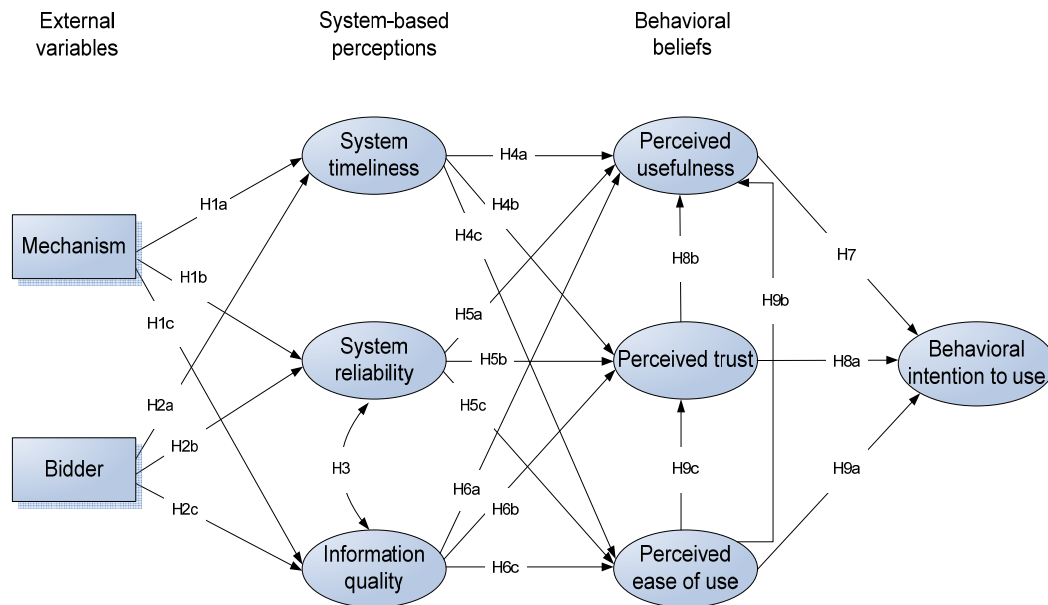 External
variables
System-based
perceptions
Behavioral
beliefs
System
timeliness
Perceived
usefulness
H4a
H1a
H4b
H4c
Mechanism
H1b
H8b
H7
H1c
H5a
H9b
System
reliability
H5b
Perceived trust
H8a
Behavioral
intention to use
H2a
H5c
H2b
Bidder
H3
H6a
H9c
H9a
H2c
H6b
Information
quality
H6c
Perceived
ease of use